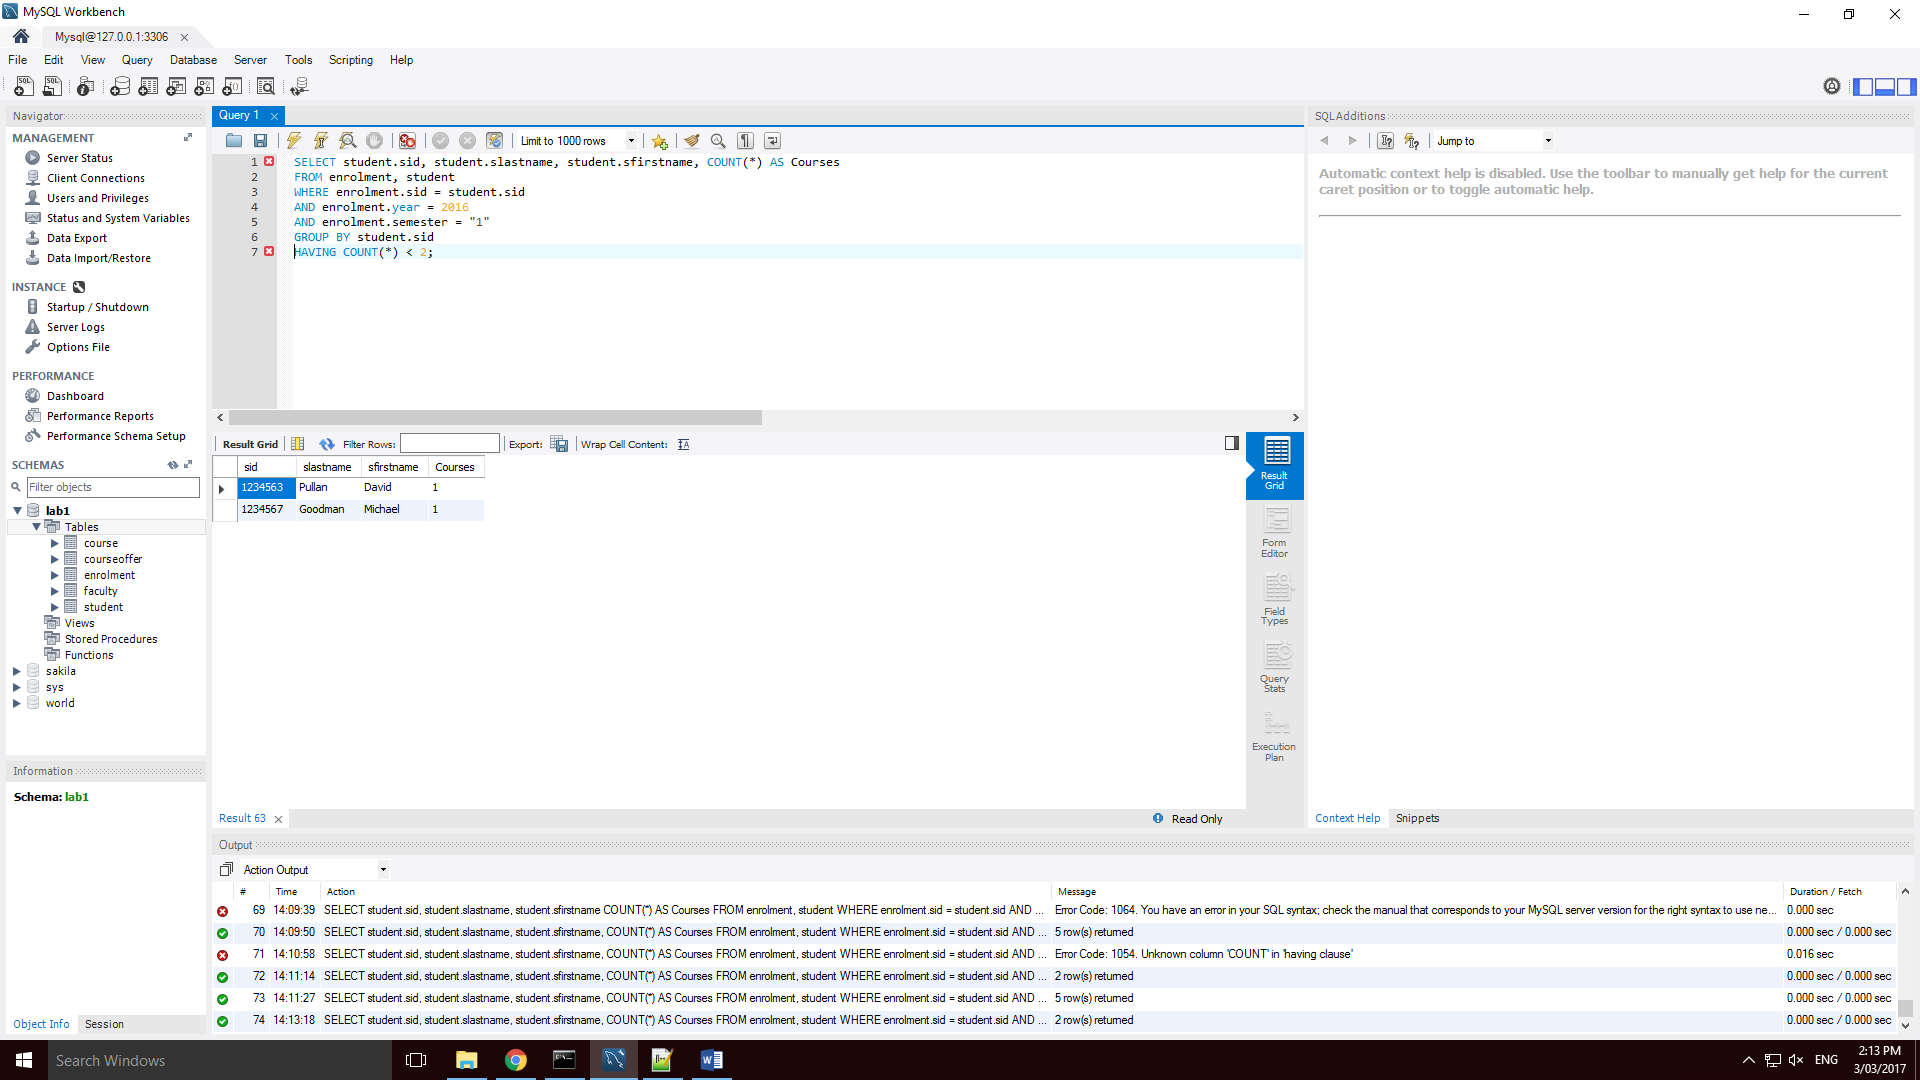 MySQL Workbench
Mysql@127.0.0.1:3306
File Edit View Query Database Server Tools Scripting Help
Navigator
MANAGEMENT
Server Status
Client Connections
Users and Privileges
Status and System Variables
Data Export
Data Import/Restore
INSTANCE
Startup / Shutdown
Server Logs
Options File
PERFORMANCE
Dashboard
Performance Reports
Performance Schema Setup
SCHEMAS
Filter objects
lab1
Tables
course
courseoffer
enrolment
faculty
student
Views
Stored Procedures
Functions
sakila
sys
world
Information
Schema: lab1
Object Info Session
Query 1
Limit to 1000 rows
1 SELECT student.sid, student.slastname, student.sfirstname, COUNT(*) AS Courses
2 FROM enrolment, student
3 WHERE enrolment.sid = student.sid
4 AND enrolment.year = 2016
5 AND enrolment.semester = "1"
6 GROUP BY student.sid
7 HAVING COUNT(*) < 2;
Result Grid Filter Rows: Export: Wrap Cell Content:
sid slastname sfirstname Courses
1234563 Pullan David 1
1234567 Goodman Michael 1
Result Grid
Form Editor
Field Types
Query Stats
Execution Plan
Result 63
Read Only
SQLAdditions
Jump to
Automatic context help is disabled. Use the toolbar to manually get help for the current
caret position or to toggle automatic help.
Context Help Snippets
Output
Action Output
# Time Action Message Duration / Fetch
69 14:09:39 SELECT student.sid, student.slastname, student.sfirstname COUNT(*) AS Courses FROM enrolment, student WHERE enrolment.sid = student.sid AND ... Error Code: 1064. You have an error in your SQL syntax; check the manual that corresponds to your MySQL server version for the right syntax to use ne... 0.000 sec
70 14:09:50 SELECT student.sid, student.slastname, student.sfirstname, COUNT(*) AS Courses FROM enrolment, student WHERE enrolment.sid = student.sid AND ... 5 row(s) returned 0.000 sec / 0.000 sec
71 14:10:58 SELECT student.sid, student.slastname, student.sfirstname, COUNT(*) AS Courses FROM enrolment, student WHERE enrolment.sid = student.sid AND ... Error Code: 1054. Unknown column 'COUNT' in 'having clause' 0.016 sec
72 14:11:14 SELECT student.sid, student.slastname, student.sfirstname, COUNT(*) AS Courses FROM enrolment, student WHERE enrolment.sid = student.sid AND ... 2 row(s) returned 0.000 sec / 0.000 sec
73 14:11:27 SELECT student.sid, student.slastname, student.sfirstname, COUNT(*) AS Courses FROM enrolment, student WHERE enrolment.sid = student.sid AND ... 5 row(s) returned 0.000 sec / 0.000 sec
74 14:13:18 SELECT student.sid, student.slastname, student.sfirstname, COUNT(*) AS Courses FROM enrolment, student WHERE enrolment.sid = student.sid AND ... 2 row(s) returned 0.000 sec / 0.000 sec
Search Windows
ENG
2:13 PM
3/03/2017